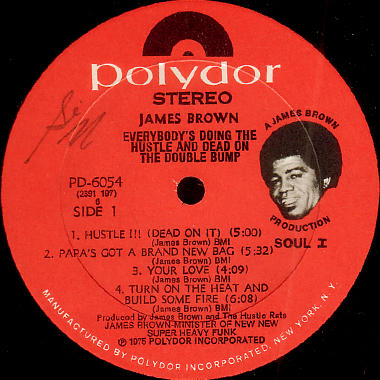 polydor
STEREO
JAMES BROWN
EVERYBODY'S DOING THE
HUSTLE AND DEAD ON
THE DOUBLE BUMP
A JAMES BROWN
PRODUCTION
SOUL I
PD-6054
(2391 197)
6
SIDE 1
1. HUSTLE!!! (DEAD ON IT) (5:00)
(James Brown) BMI
2. PAPA'S GOT A BRAND NEW BAG (5:32)
(James Brown) BMI
3. YOUR LOVE (4:09)
(James Brown) BMI
4. TURN ON THE HEAT AND
BUILD SOME FIRE (6:08)
(James Brown) BMI
Produced by James Brown and The Hustle Rats
JAMES BROWN-MINISTER OF NEW NEW
SUPER HEAVY FUNK
℗ 1975 POLYDOR INCORPORATED
MANUFACTURED BY POLYDOR INCORPORATED, NEW YORK, N.Y.